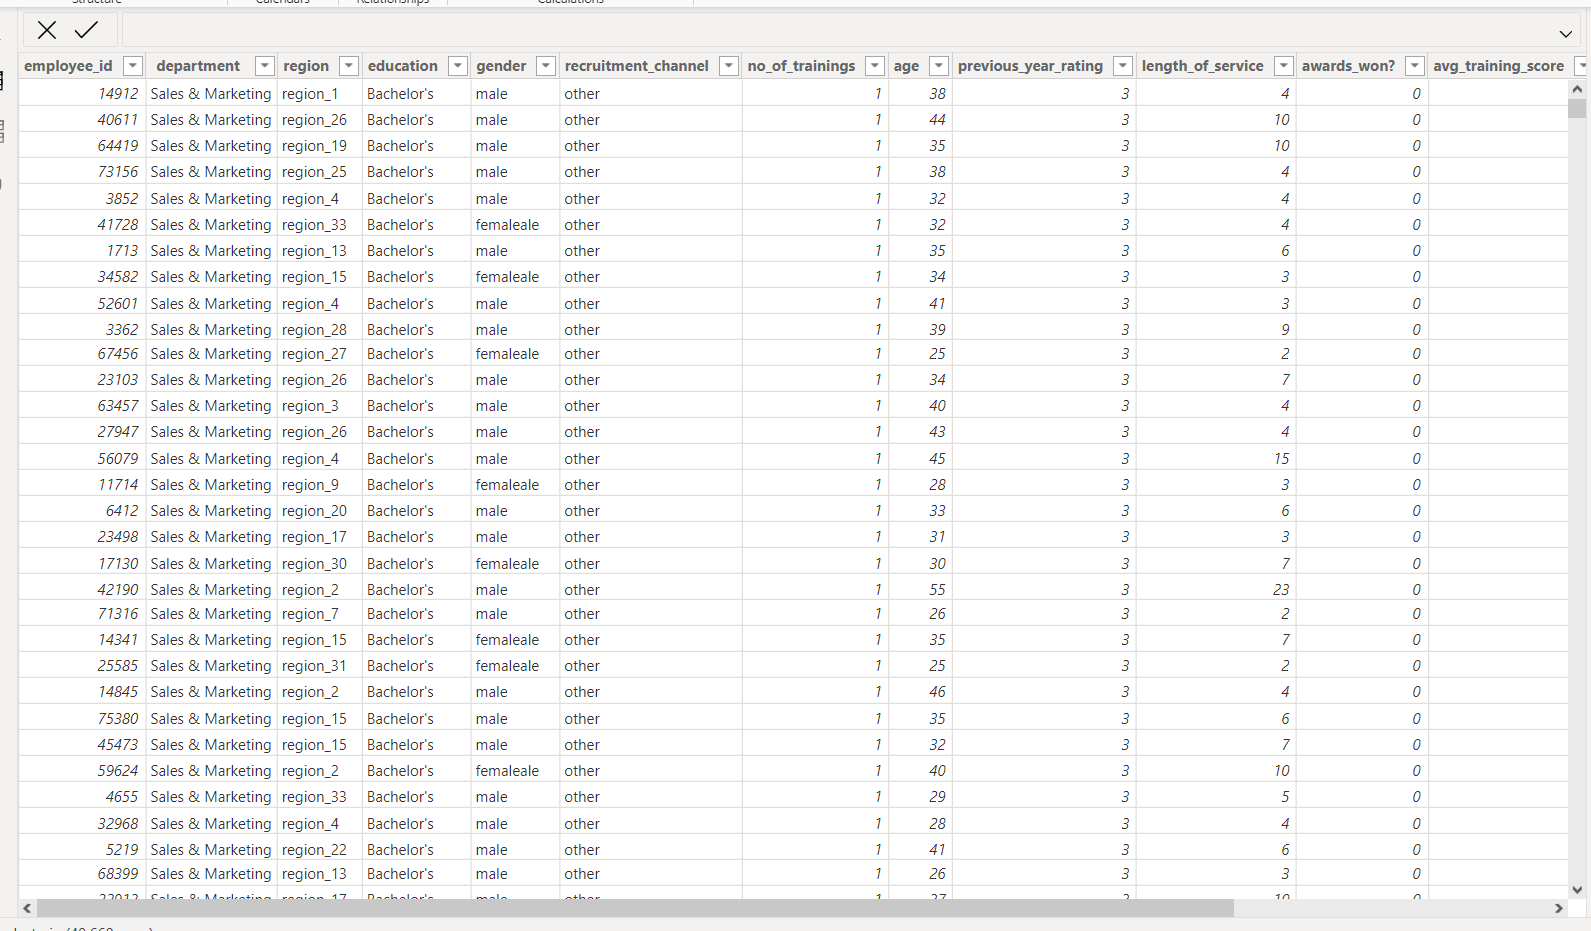 Structure Calendars Relationships Calculations
employee_id department region education gender recruitment_channel no_of_trainings age previous_year_rating length_of_service awards_won? avg_training_score
14912 Sales & Marketing region_1 Bachelor's male other 1 38 3 4 0
40611 Sales & Marketing region_26 Bachelor's male other 1 44 3 10 0
64419 Sales & Marketing region_19 Bachelor's male other 1 35 3 10 0
73156 Sales & Marketing region_25 Bachelor's male other 1 38 3 4 0
3852 Sales & Marketing region_4 Bachelor's male other 1 32 3 4 0
41728 Sales & Marketing region_33 Bachelor's femaleale other 1 32 3 4 0
1713 Sales & Marketing region_13 Bachelor's male other 1 35 3 6 0
34582 Sales & Marketing region_15 Bachelor's femaleale other 1 34 3 3 0
52601 Sales & Marketing region_4 Bachelor's male other 1 41 3 3 0
3362 Sales & Marketing region_28 Bachelor's male other 1 39 3 9 0
67456 Sales & Marketing region_27 Bachelor's femaleale other 1 25 3 2 0
23103 Sales & Marketing region_26 Bachelor's male other 1 34 3 7 0
63457 Sales & Marketing region_3 Bachelor's male other 1 40 3 4 0
27947 Sales & Marketing region_26 Bachelor's male other 1 43 3 4 0
56079 Sales & Marketing region_4 Bachelor's male other 1 45 3 15 0
11714 Sales & Marketing region_9 Bachelor's femaleale other 1 28 3 3 0
6412 Sales & Marketing region_20 Bachelor's male other 1 33 3 6 0
23498 Sales & Marketing region_17 Bachelor's male other 1 31 3 3 0
17130 Sales & Marketing region_30 Bachelor's femaleale other 1 30 3 7 0
42190 Sales & Marketing region_2 Bachelor's male other 1 55 3 23 0
71316 Sales & Marketing region_7 Bachelor's male other 1 26 3 2 0
14341 Sales & Marketing region_15 Bachelor's femaleale other 1 35 3 7 0
25585 Sales & Marketing region_31 Bachelor's femaleale other 1 25 3 2 0
14845 Sales & Marketing region_2 Bachelor's male other 1 46 3 4 0
75380 Sales & Marketing region_15 Bachelor's male other 1 35 3 6 0
45473 Sales & Marketing region_15 Bachelor's male other 1 32 3 7 0
59624 Sales & Marketing region_2 Bachelor's femaleale other 1 40 3 10 0
4655 Sales & Marketing region_33 Bachelor's male other 1 29 3 5 0
32968 Sales & Marketing region_4 Bachelor's male other 1 28 3 4 0
5219 Sales & Marketing region_22 Bachelor's male other 1 41 3 6 0
68399 Sales & Marketing region_13 Bachelor's male other 1 26 3 3 0
Sales & Marketing region_17 Bachelor's male other 1